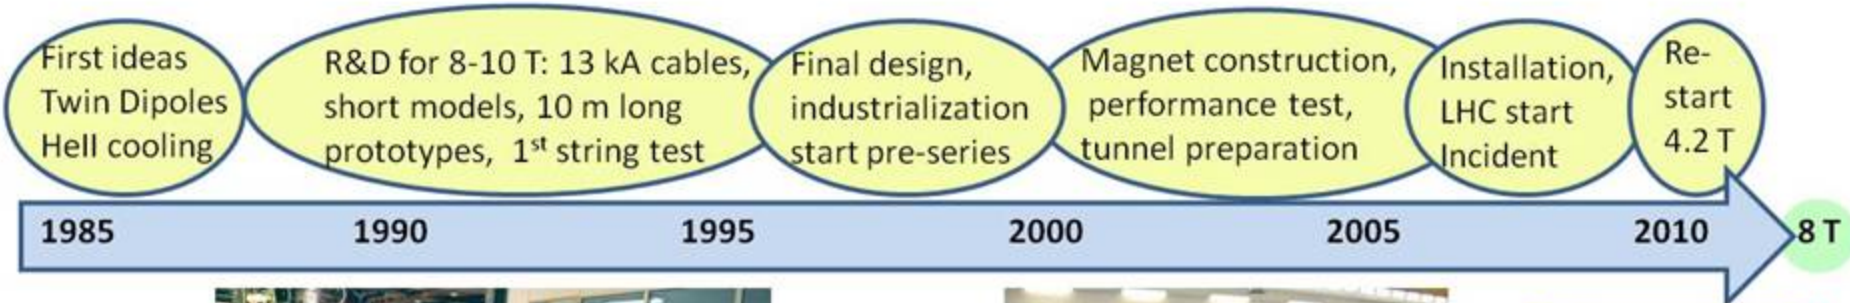 First ideas
Twin Dipoles
HeII cooling
R&D for 8-10 T: 13 kA cables,
short models, 10 m long
prototypes, 1st string test
Final design,
industrialization
start pre-series
Magnet construction,
performance test,
tunnel preparation
Installation,
LHC start
Incident
Re-
start
4.2 T
1985 1990 1995 2000 2005 2010 8 T